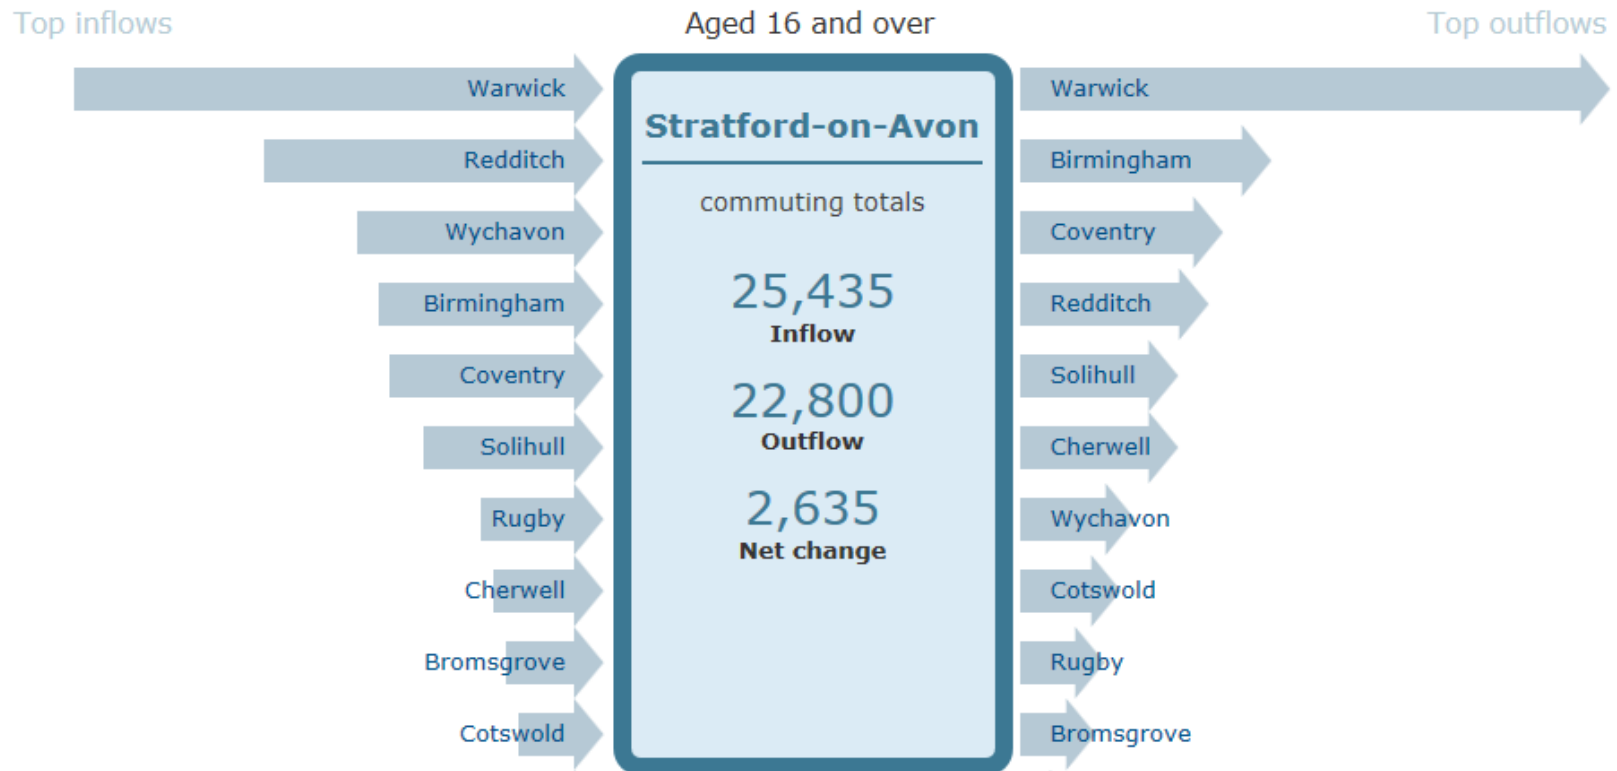 Top inflows
Aged 16 and over
Top outflows
Warwick
Redditch
Wychavon
Birmingham
Coventry
Solihull
Rugby
Cherwell
Bromsgrove
Cotswold
Stratford-on-Avon
commuting totals
25,435
Inflow
22,800
Outflow
2,635
Net change
Warwick
Birmingham
Coventry
Redditch
Solihull
Cherwell
Wychavon
Cotswold
Rugby
Bromsgrove